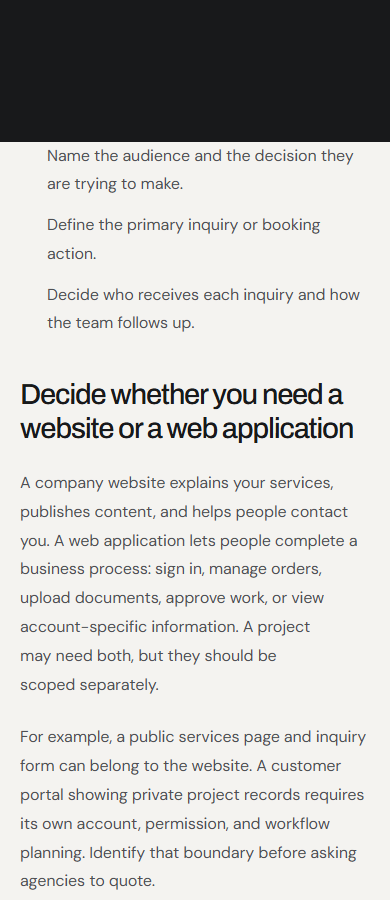 Name the audience and the decision they
are trying to make.
Define the primary inquiry or booking
action.
Decide who receives each inquiry and how
the team follows up.
Decide whether you need a
website or a web application
A company website explains your services,
publishes content, and helps people contact
you. A web application lets people complete a
business process: sign in, manage orders,
upload documents, approve work, or view
account-specific information. A project
may need both, but they should be
scoped separately.
For example, a public services page and inquiry
form can belong to the website. A customer
portal showing private project records requires
its own account, permission, and workflow
planning. Identify that boundary before asking
agencies to quote.